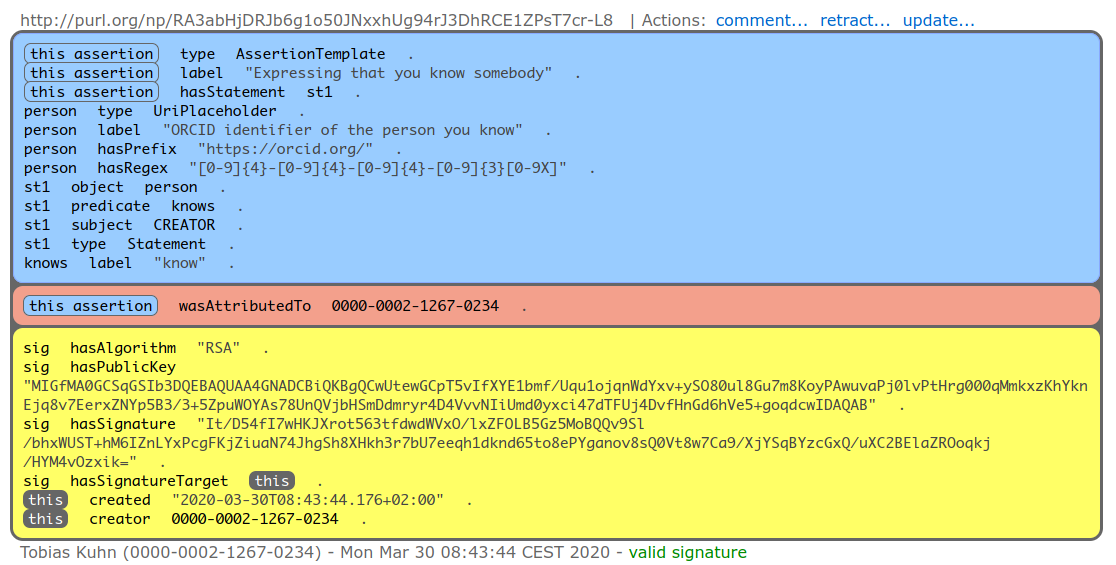 http://purl.org/np/RA3abHjDRJb6g1o50JNxxhUg94rJ3DhRCE1ZPsT7cr-L8 | Actions: comment... retract... update...
this assertion type AssertionTemplate .
this assertion label "Expressing that you know somebody" .
this assertion hasStatement st1 .
person type UriPlaceholder .
person label "ORCID identifier of the person you know" .
person hasPrefix "https://orcid.org/" .
person hasRegex "[0-9]{4}-[0-9]{4}-[0-9]{4}-[0-9]{3}[0-9X]" .
st1 object person .
st1 predicate knows .
st1 subject CREATOR .
st1 type Statement .
knows label "know" .
this assertion wasAttributedTo 0000-0002-1267-0234 .
sig hasAlgorithm "RSA" .
sig hasPublicKey
"MIGfMA0GCSqGSIb3DQEBAQUAA4GNADCBiQKBgQCwUtewGCpT5vIfXYE1bmf/Uqu1ojqnWdYxv+ySO80ul8Gu7m8KoyPAwuvaPj0lvPtHrg000qMmkxzKhYkn
Ejq8v7EerxZNYp5B3/3+5ZpuWOYAs78UnQVjbHSmDdmryr4D4VvvNIiUmd0yxci47dTFUj4DvfHnGd6hVe5+goqdcwIDAQAB" .
sig hasSignature "It/D54fI7wHKJXrot563tfdwdWVxO/lxZFOLB5Gz5MoBQQv9Sl
/bhxWUST+hM6IZnLYxPcgFKjZiuaN74JhgSh8XHkh3r7bU7eeqh1dknd65to8ePYganov8sQ0Vt8w7Ca9/XjYSqBYzcGxQ/uXC2BElaZROoqkj
/HYM4vOzxik=" .
sig hasSignatureTarget this .
this created "2020-03-30T08:43:44.176+02:00" .
this creator 0000-0002-1267-0234 .
Tobias Kuhn (0000-0002-1267-0234) - Mon Mar 30 08:43:44 CEST 2020 - valid signature